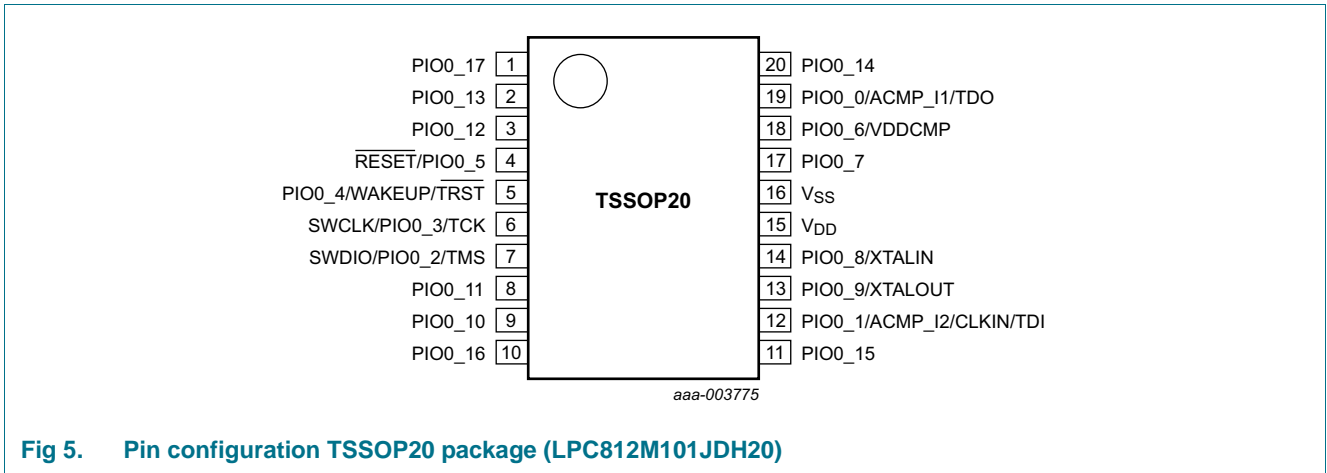 PIO0_17 1
PIO0_13 2
PIO0_12 3
RESET/PIO0_5 4
PIO0_4/WAKEUP/TRST 5
SWCLK/PIO0_3/TCK 6
SWDIO/PIO0_2/TMS 7
PIO0_11 8
PIO0_10 9
PIO0_16 10
TSSOP20
20 PIO0_14
19 PIO0_0/ACMP_I1/TDO
18 PIO0_6/VDDCMP
17 PIO0_7
16 VSS
15 VDD
14 PIO0_8/XTALIN
13 PIO0_9/XTALOUT
12 PIO0_1/ACMP_I2/CLKIN/TDI
11 PIO0_15
aaa-003775
Fig 5. Pin configuration TSSOP20 package (LPC812M101JDH20)